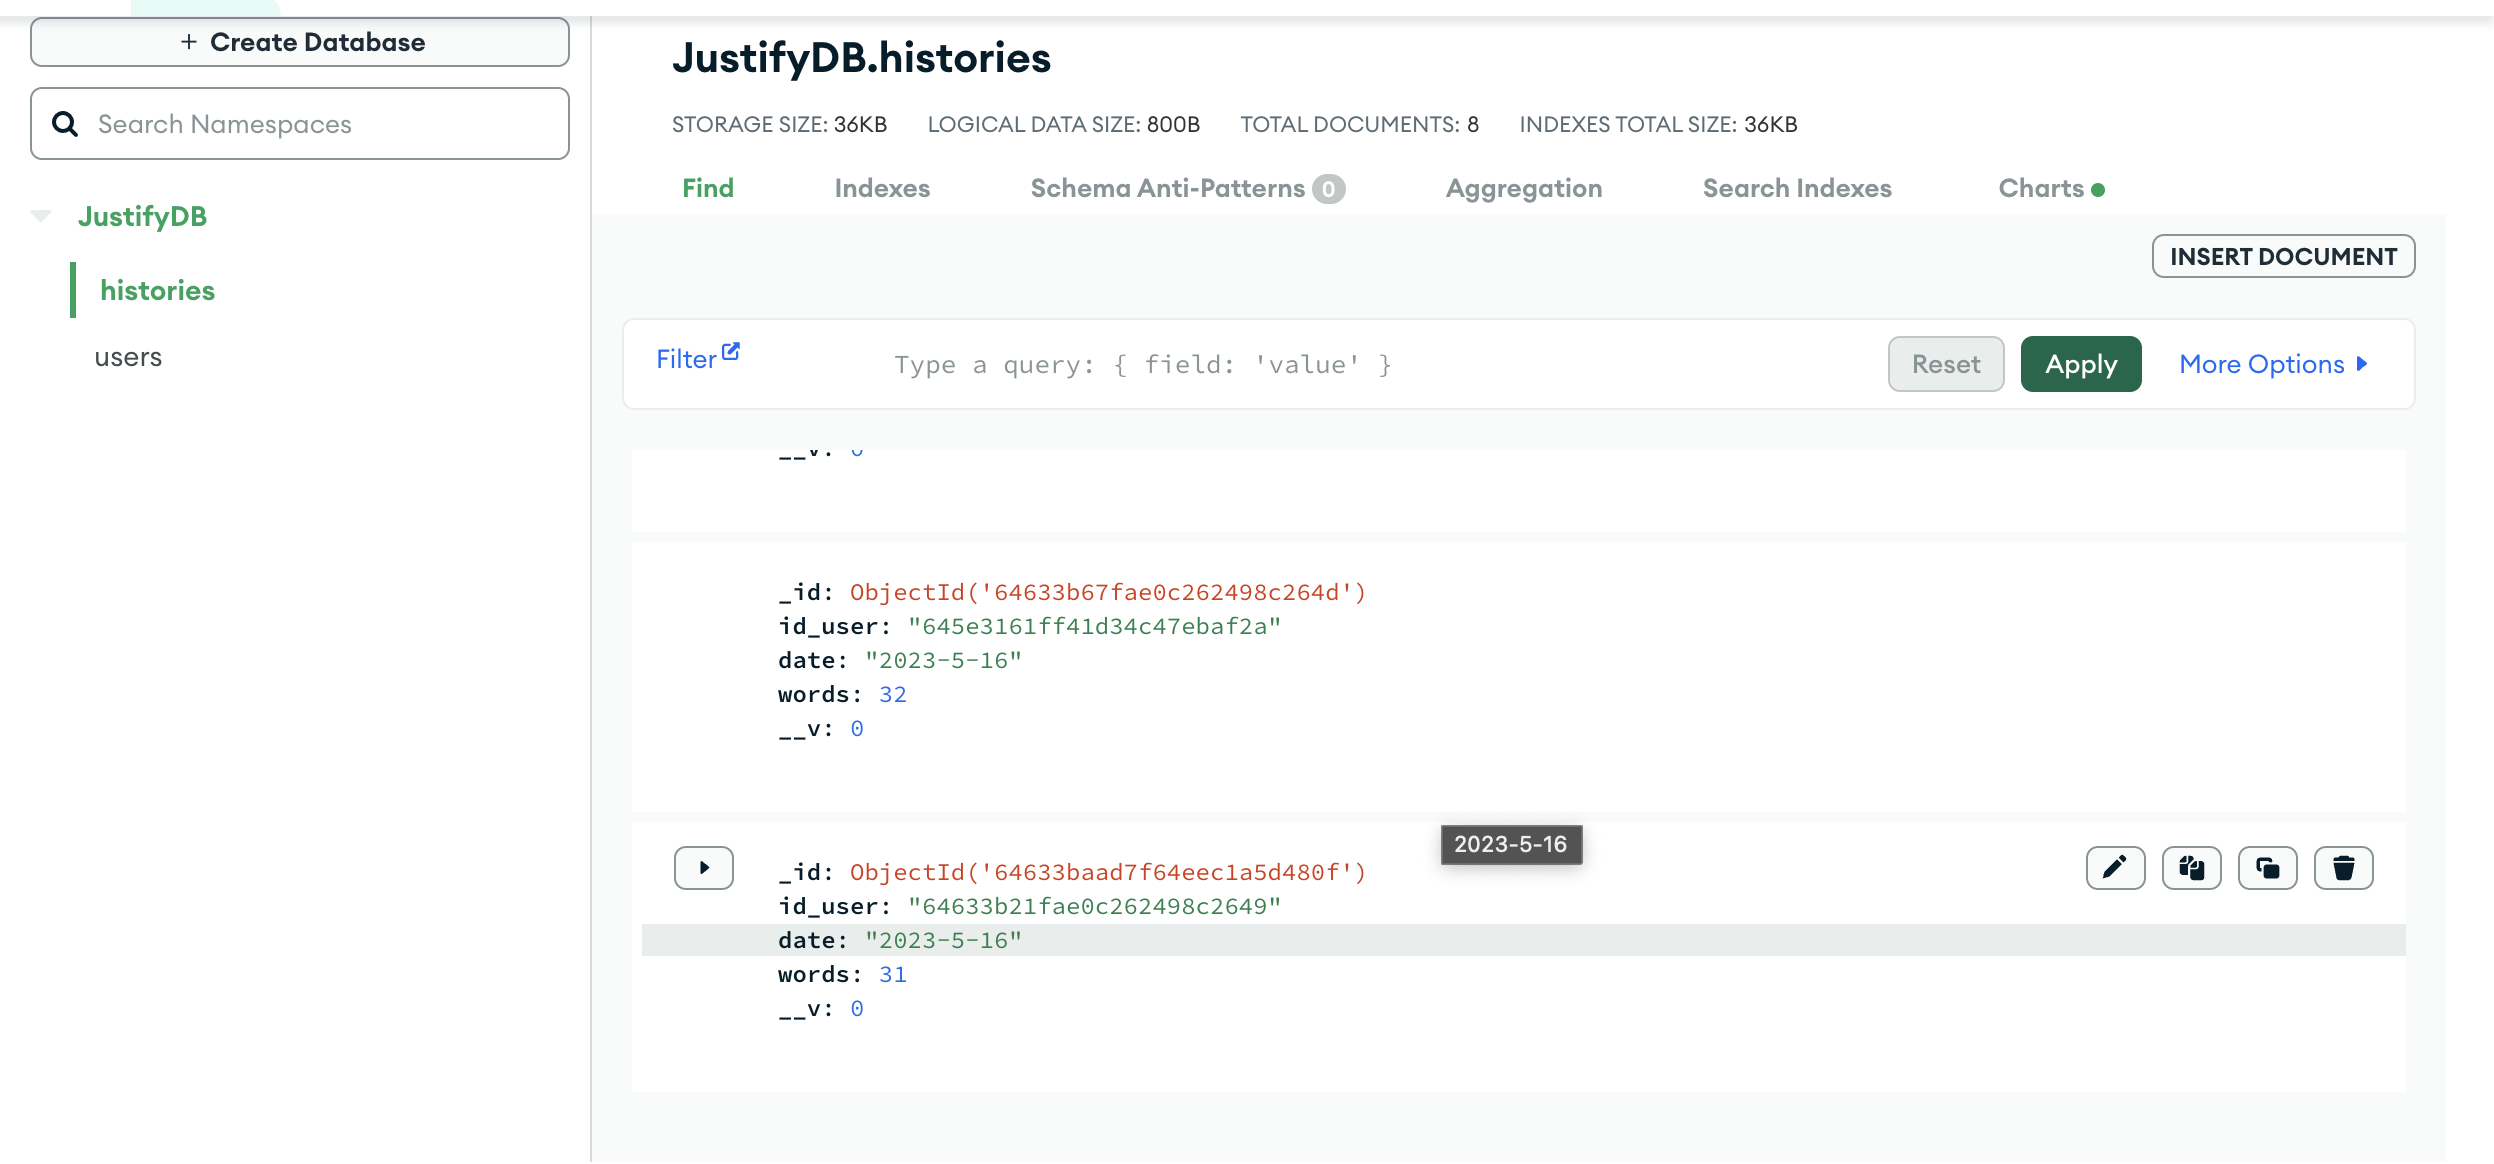 + Create Database
Search Namespaces
JustifyDB
histories
users
JustifyDB.histories
STORAGE SIZE: 36KB LOGICAL DATA SIZE: 800B TOTAL DOCUMENTS: 8 INDEXES TOTAL SIZE: 36KB
Find Indexes Schema Anti-Patterns 0 Aggregation Search Indexes Charts
INSERT DOCUMENT
Filter Type a query: { field: 'value' } Reset Apply More Options
__v: 0
_id: ObjectId('64633b67fae0c262498c264d')
id_user: "645e3161ff41d34c47ebaf2a"
date: "2023-5-16"
words: 32
__v: 0
2023-5-16
_id: ObjectId('64633baad7f64eec1a5d480f')
id_user: "64633b21fae0c262498c2649"
date: "2023-5-16"
words: 31
__v: 0